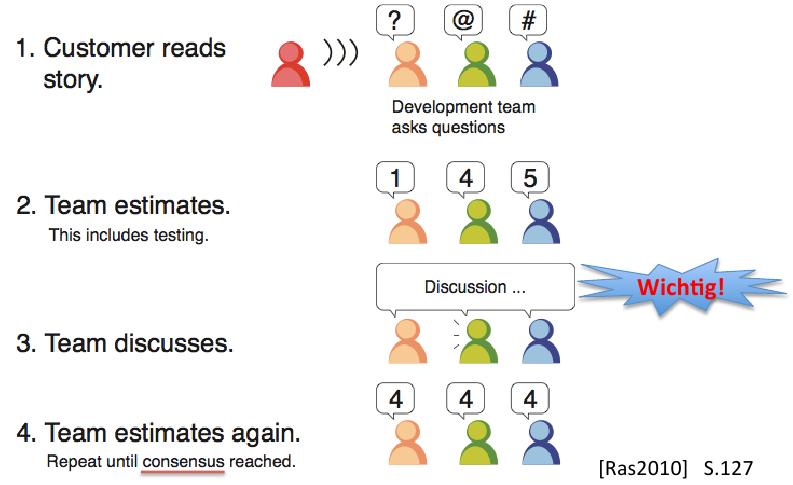 ? @ #
1. Customer reads
story.
Development team
asks questions
1 4 5
2. Team estimates.
This includes testing.
Discussion ...
Wichtig!
3. Team discusses.
4 4 4
4. Team estimates again.
Repeat until consensus reached.
[Ras2010] S.127